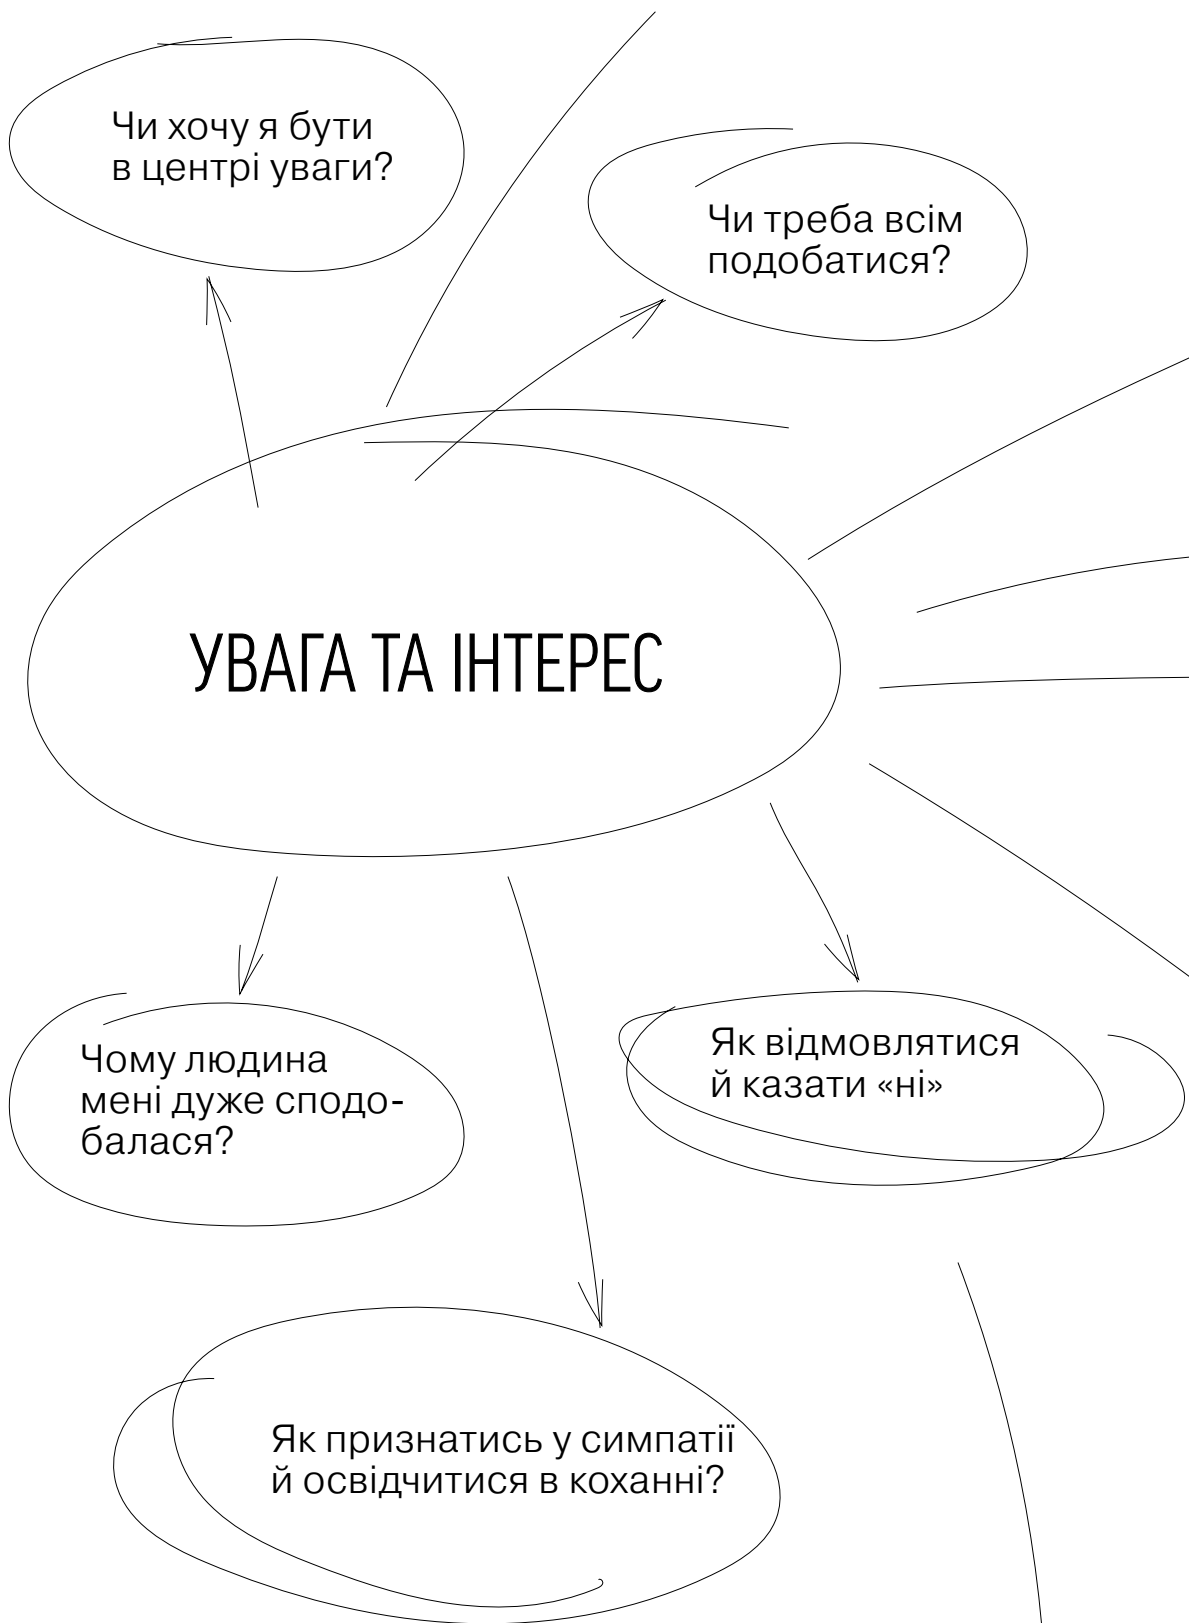 Чи хочу я бути
в центрі уваги?
Чи треба всім
подобатися?
УВАГА ТА ІНТЕРЕС
Чому людина
мені дуже сподо-
балася?
Як відмовлятися
й казати «ні»
Як признатись у симпатії
й освідчитися в коханні?